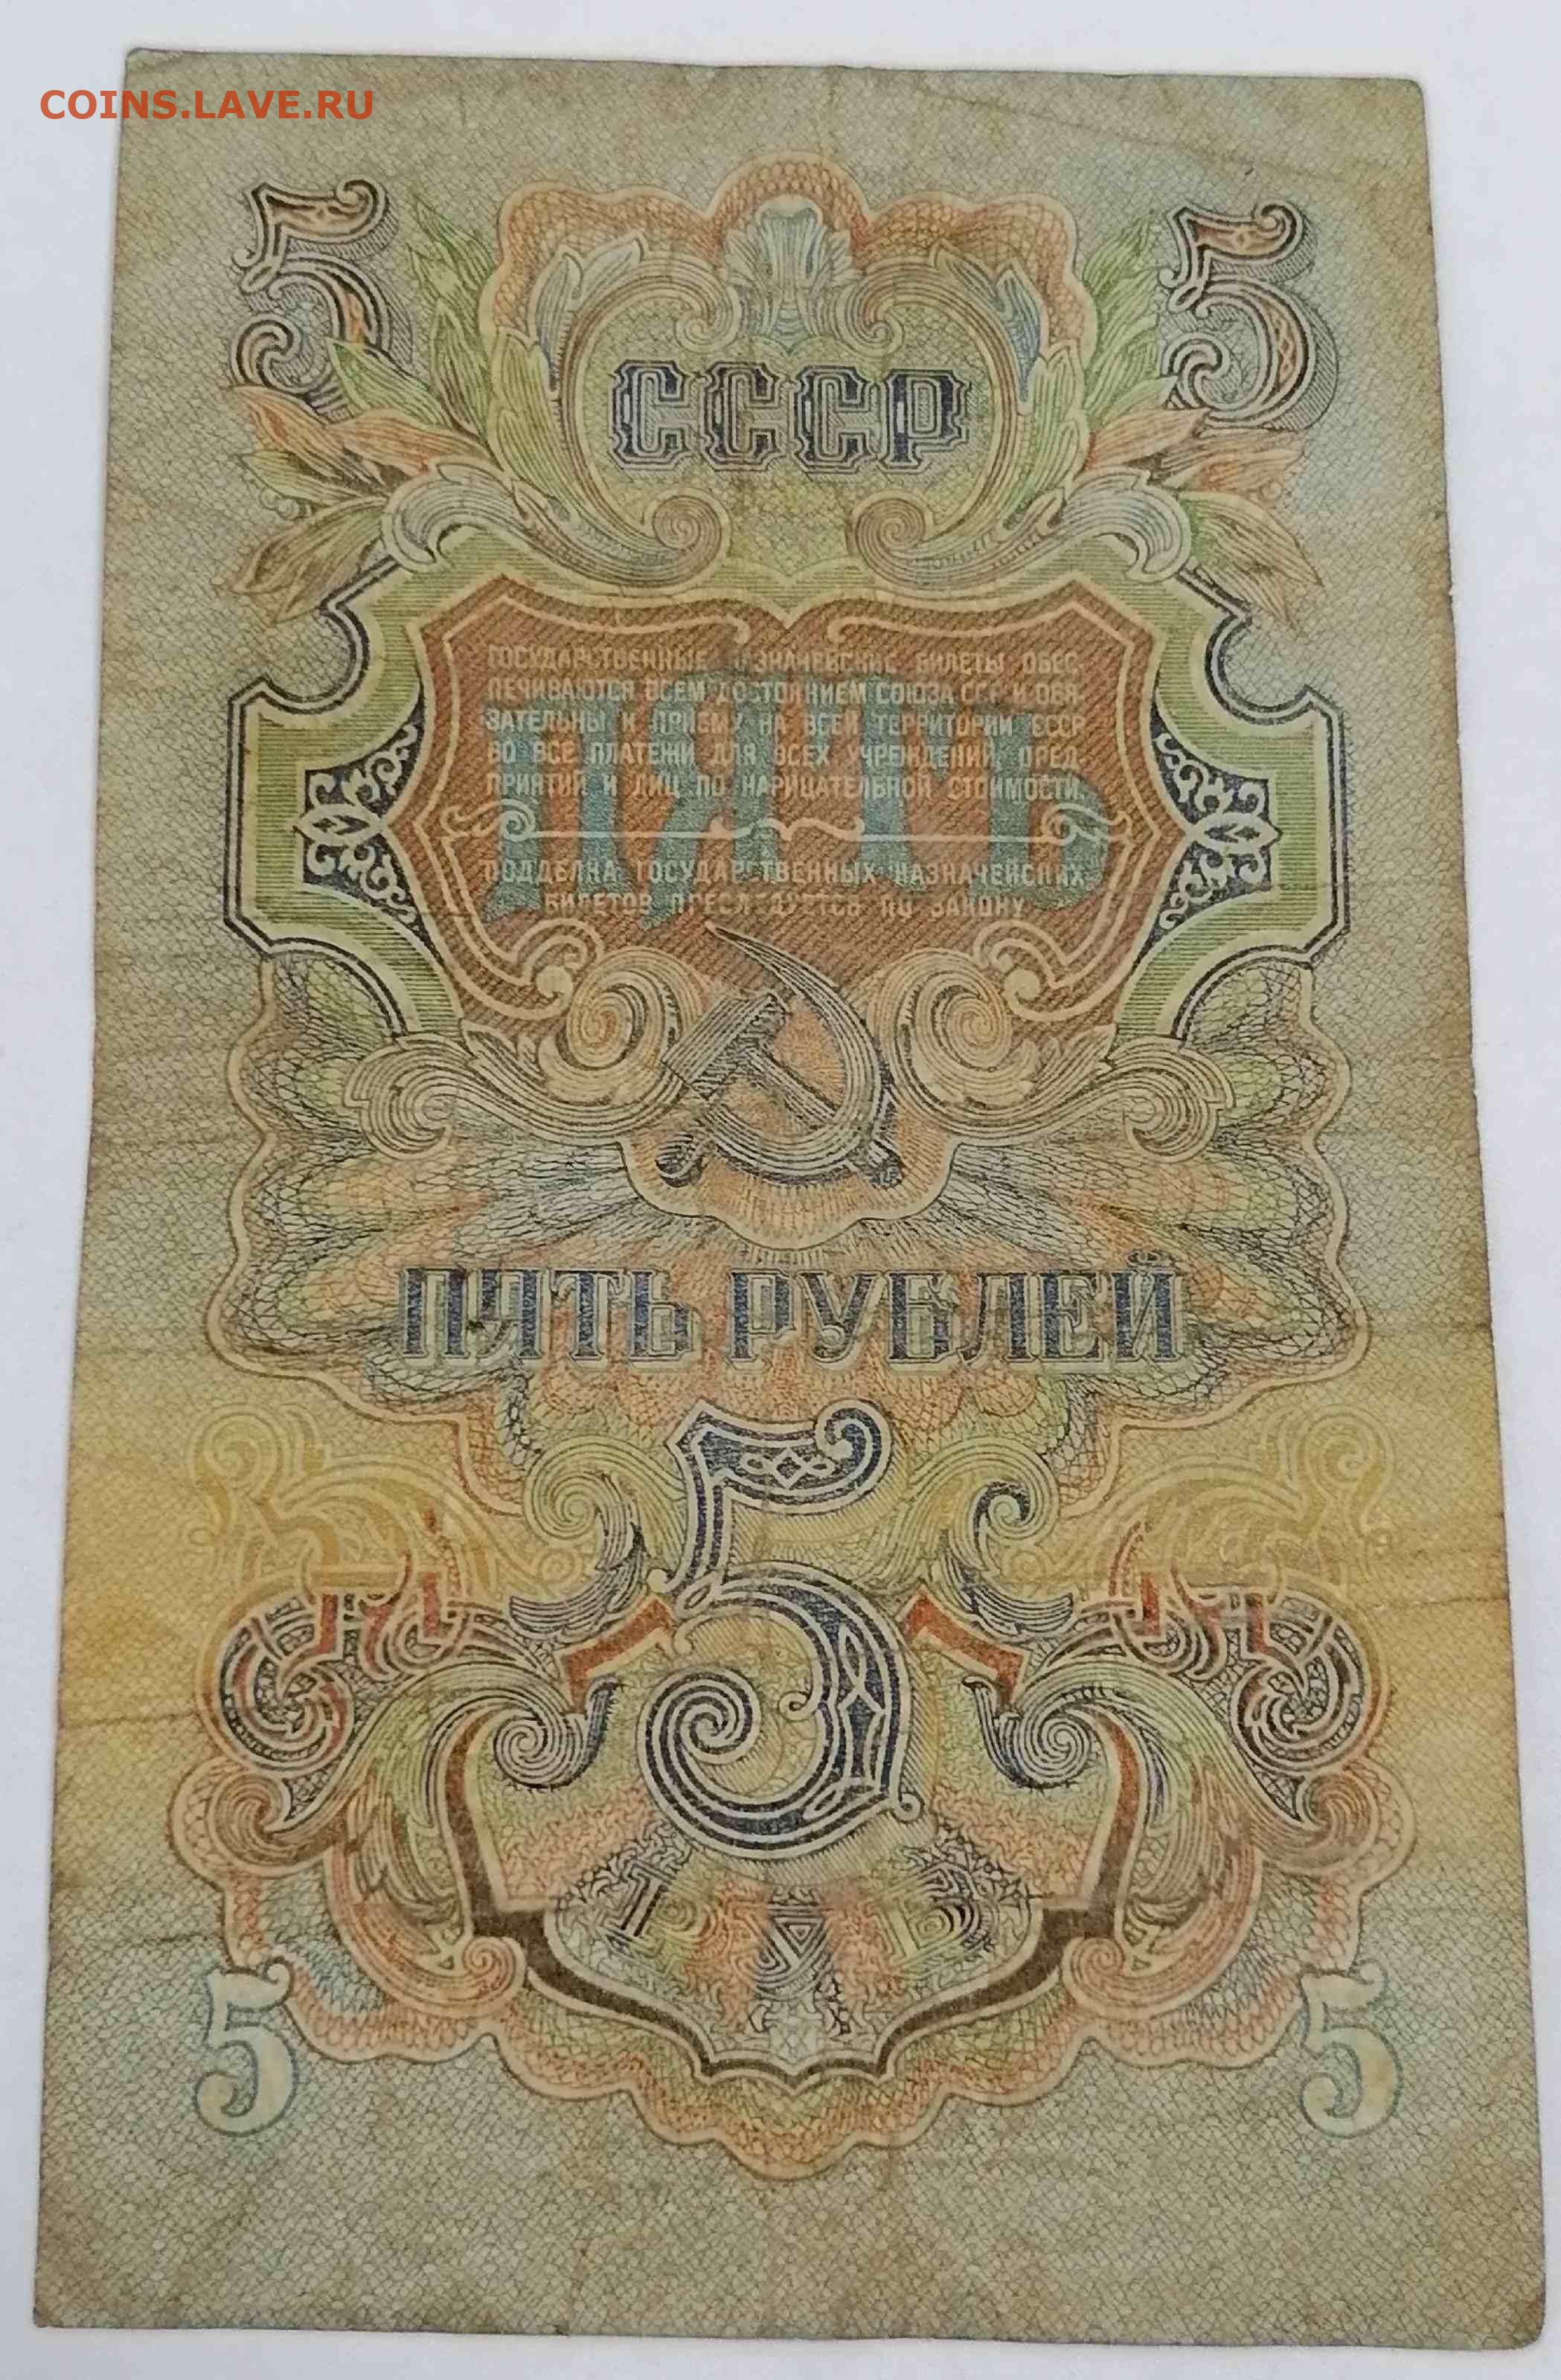 COINS.LAVE.RU
5 5
СССР
ГОСУДАРСТВЕННЫЕ КАЗНАЧЕЙСКИЕ БИЛЕТЫ ОБЕС-
ПЕЧИВАЮТСЯ ВСЕМ ДОСТОЯНИЕМ СОЮЗА ССР И ОБЯ-
ЗАТЕЛЬНЫ К ПРИЕМУ НА ВСЕЙ ТЕРРИТОРИИ СССР
ВО ВСЕ ПЛАТЕЖИ ДЛЯ ВСЕХ УЧРЕЖДЕНИЙ, ПРЕД-
ПРИЯТИЙ И ЛИЦ ПО НАРИЦАТЕЛЬНОЙ СТОИМОСТИ.
ПЯТЬ
ПОДДЕЛКА ГОСУДАРСТВЕННЫХ КАЗНАЧЕЙСКИХ
БИЛЕТОВ ПРЕСЛЕДУЕТСЯ ПО ЗАКОНУ
ПЯТЬ РУБЛЕЙ
5
5 5